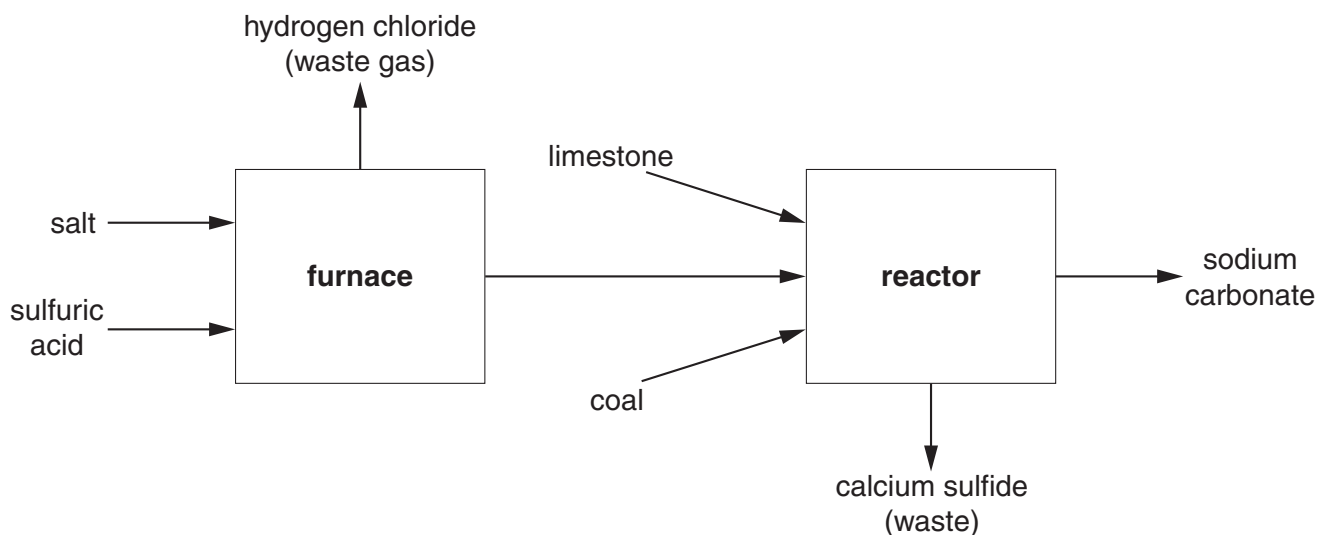 hydrogen chloride
(waste gas)
limestone
salt
furnace
reactor
sodium
carbonate
sulfuric
acid
coal
calcium sulfide
(waste)